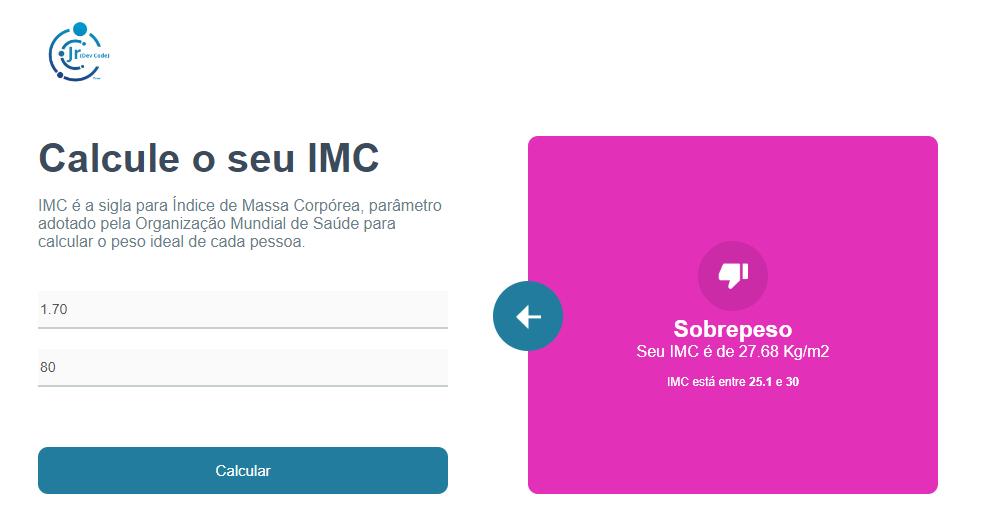 Jr
(Dev Code)
Calcule o seu IMC
IMC é a sigla para Índice de Massa Corpórea, parâmetro
adotado pela Organização Mundial de Saúde para
calcular o peso ideal de cada pessoa.
1.70
80
Calcular
Sobrepeso
Seu IMC é de 27.68 Kg/m2
IMC está entre 25.1 e 30